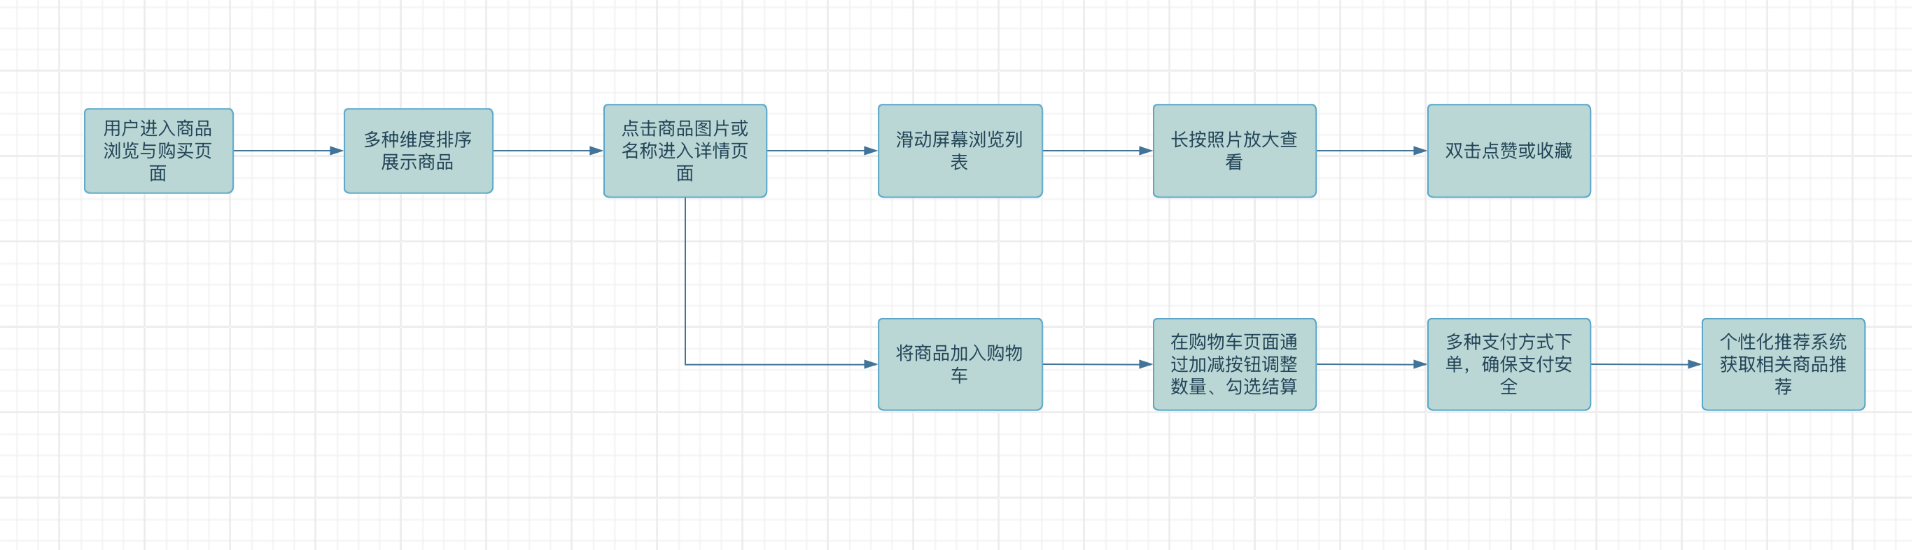 用户进入商品
浏览与购买页
面
多种维度排序
展示商品
点击商品图片或
名称进入详情页
面
滑动屏幕浏览列
表
长按照片放大查
看
双击点赞或收藏
将商品加入购物
车
在购物车页面通
过加减按钮调整
数量、勾选结算
多种支付方式下
单，确保支付安
全
个性化推荐系统
获取相关商品推
荐